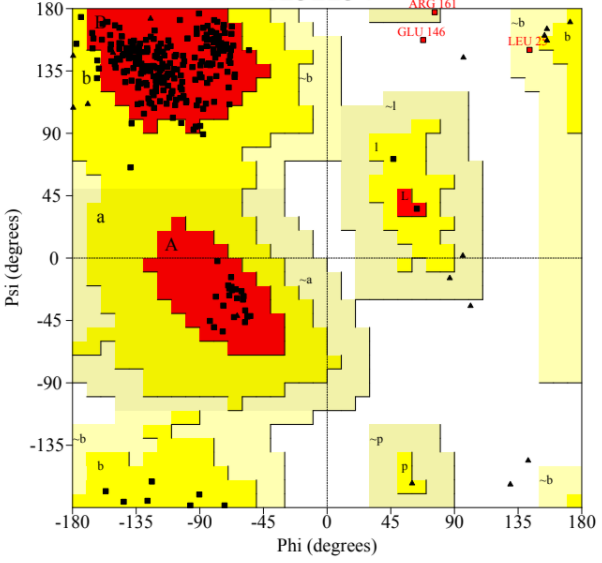 ARG 161
180
~b
GLU 146
LEU 2
b
135
b
~b
~l
90
l
45
L
a
A
0
~a
-45
-90
-135
~b
~p
b
p
~b
-180 -135 -90 -45 0 45 90 135 180
Phi (degrees)
Psi (degrees)